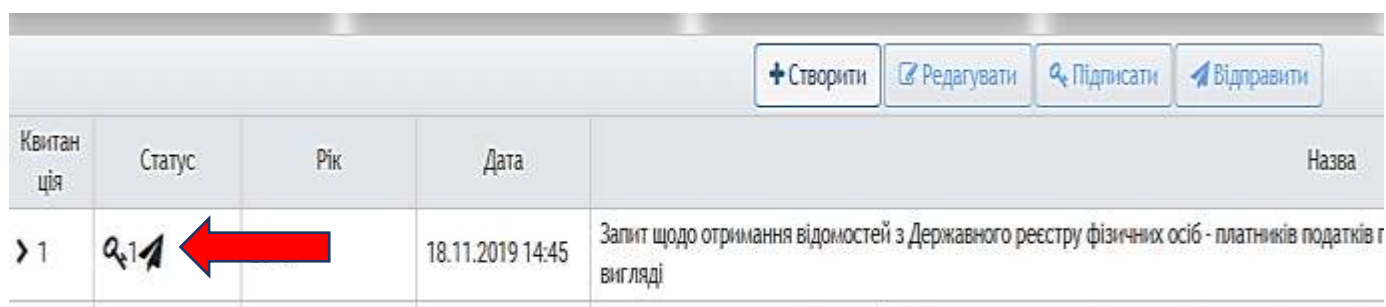 Створити Редагувати Підписати Відправити
Квитан
ція
Статус Рік Дата Назва
1 1 18.11.2019 14:45 Запит щодо отримання відомостей з Державного реєстру фізичних осіб - платників податків
вигляді